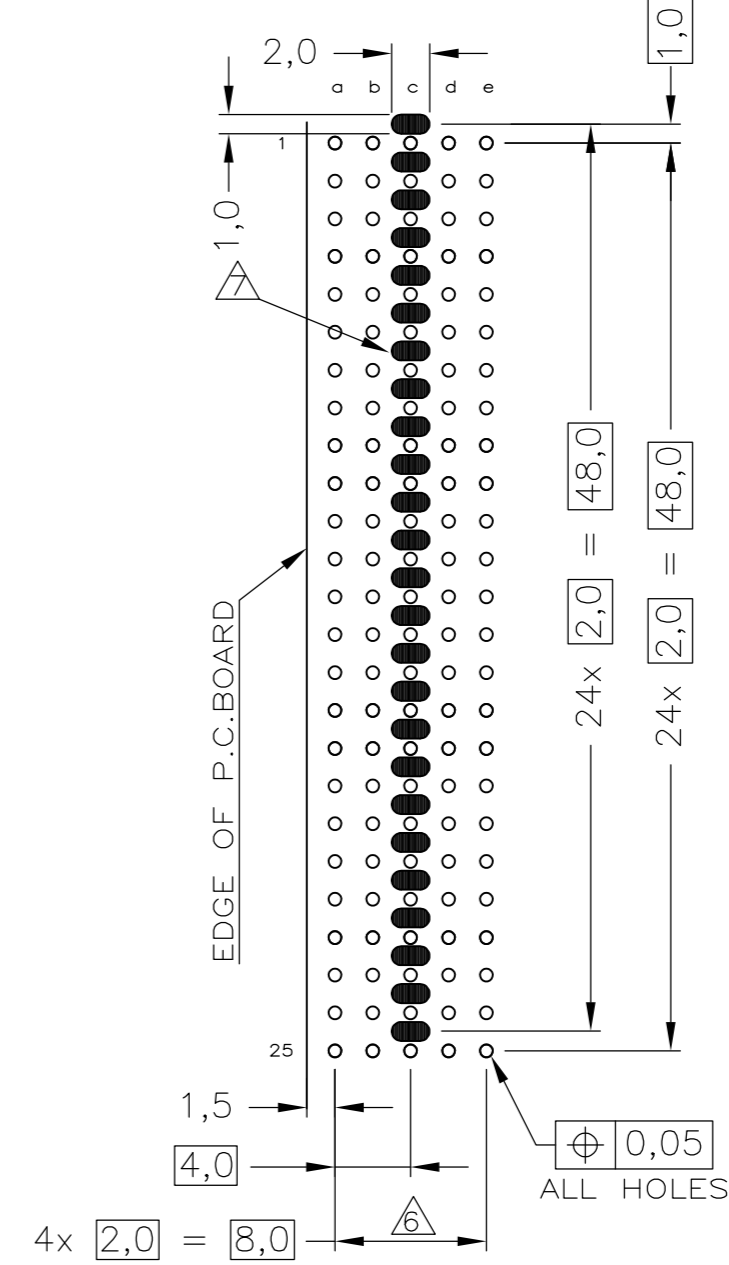 2,0
1,0
a b c d e
1
1,0
7
24x 2,0 = 48,0
24x 2,0 = 48,0
EDGE OF P.C.BOARD
25
1,5
0,05
4,0
ALL HOLES
6
4x 2,0 = 8,0